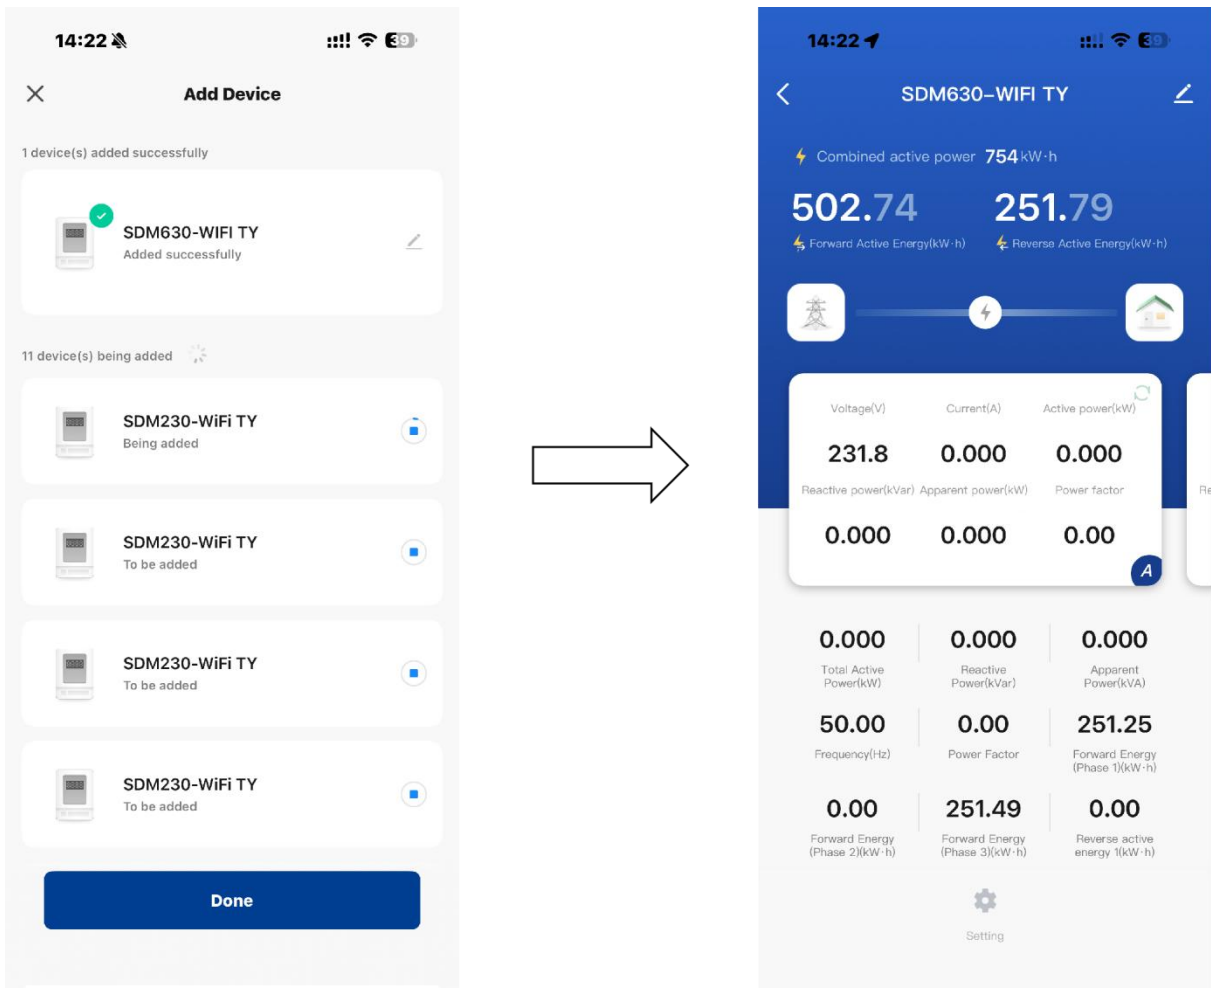 14:22
39
Add Device
1 device(s) added successfully
SDM630-WIFI TY
Added successfully
11 device(s) being added
SDM230-WiFi TY
Being added
SDM230-WiFi TY
To be added
SDM230-WiFi TY
To be added
SDM230-WiFi TY
To be added
Done
14:22
39
SDM630-WIFI TY
Combined active power 754 kW·h
502.74 251.79
Forward Active Energy(kW·h) Reverse Active Energy(kW·h)
Voltage(V) Current(A) Active power(kW)
231.8 0.000 0.000
Reactive power(kVar) Apparent power(kW) Power factor
Re
0.000 0.000 0.00
A
0.000 0.000 0.000
Total Active Reactive Apparent
Power(kW) Power(kVar) Power(kVA)
50.00 0.00 251.25
Frequency(Hz) Power Factor Forward Energy
(Phase 1)(kW·h)
0.00 251.49 0.00
Forward Energy Forward Energy Reverse active
(Phase 2)(kW·h) (Phase 3)(kW·h) energy 1(kW·h)
Setting